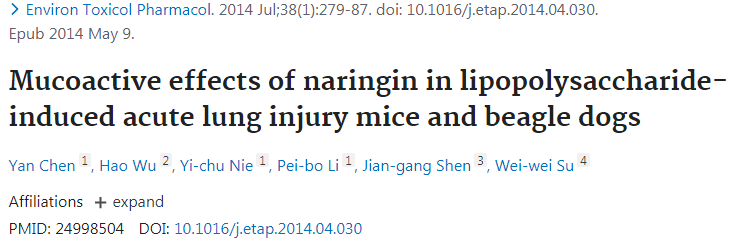 > Environ Toxicol Pharmacol. 2014 Jul;38(1):279-87. doi: 10.1016/j.etap.2014.04.030.
Epub 2014 May 9.
Mucoactive effects of naringin in lipopolysaccharide-
induced acute lung injury mice and beagle dogs
Yan Chen 1, Hao Wu 2, Yi-chu Nie 1, Pei-bo Li 1, Jian-gang Shen 3, Wei-wei Su 4
Affiliations + expand
PMID: 24998504 DOI: 10.1016/j.etap.2014.04.030